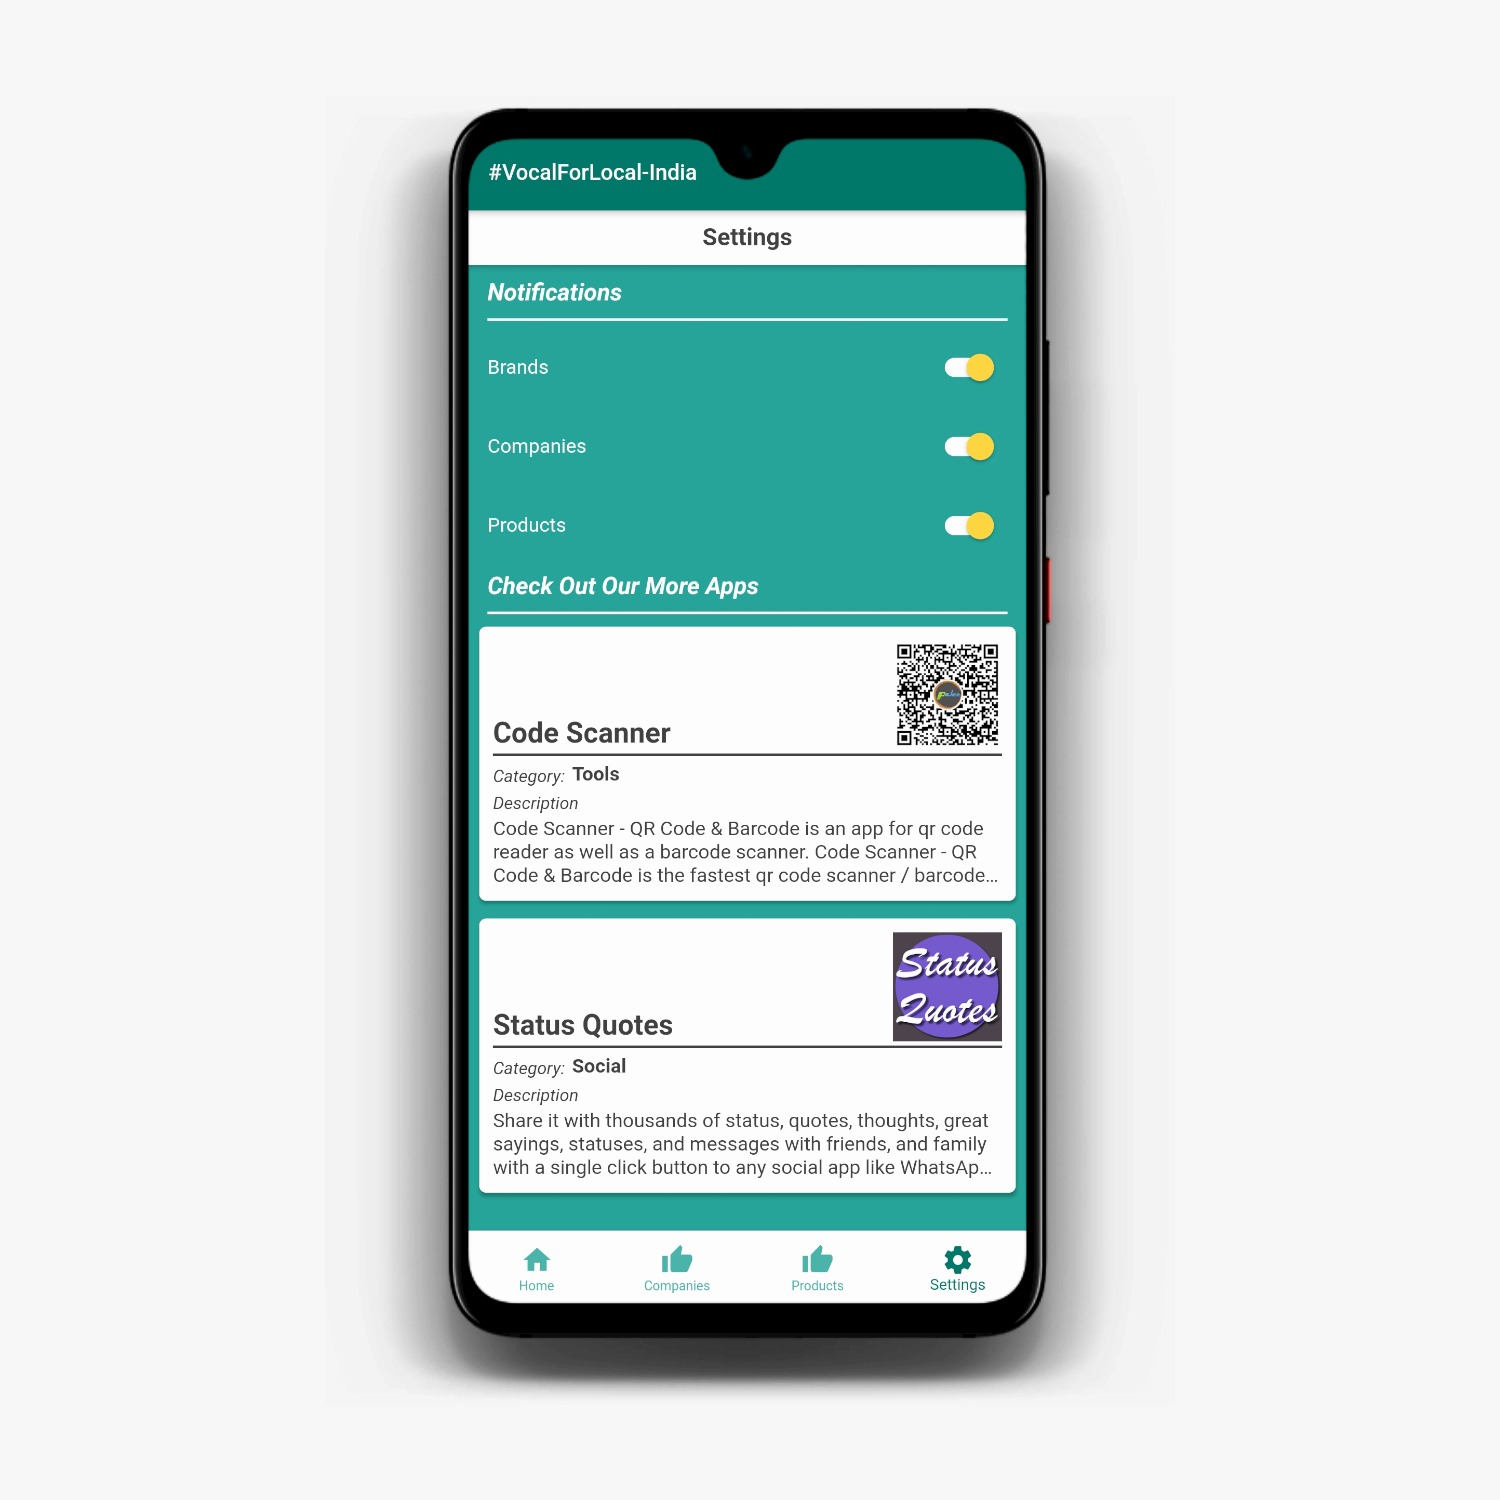 #VocalForLocal-India
Settings
Notifications
Brands
Companies
Products
Check Out Our More Apps
Code Scanner
Category: Tools
Description
Code Scanner - QR Code & Barcode is an app for qr code
reader as well as a barcode scanner. Code Scanner - QR
Code & Barcode is the fastest qr code scanner / barcode...
Status
Quotes
Status Quotes
Category: Social
Description
Share it with thousands of status, quotes, thoughts, great
sayings, statuses, and messages with friends, and family
with a single click button to any social app like WhatsAp...
Home
Companies
Products
Settings